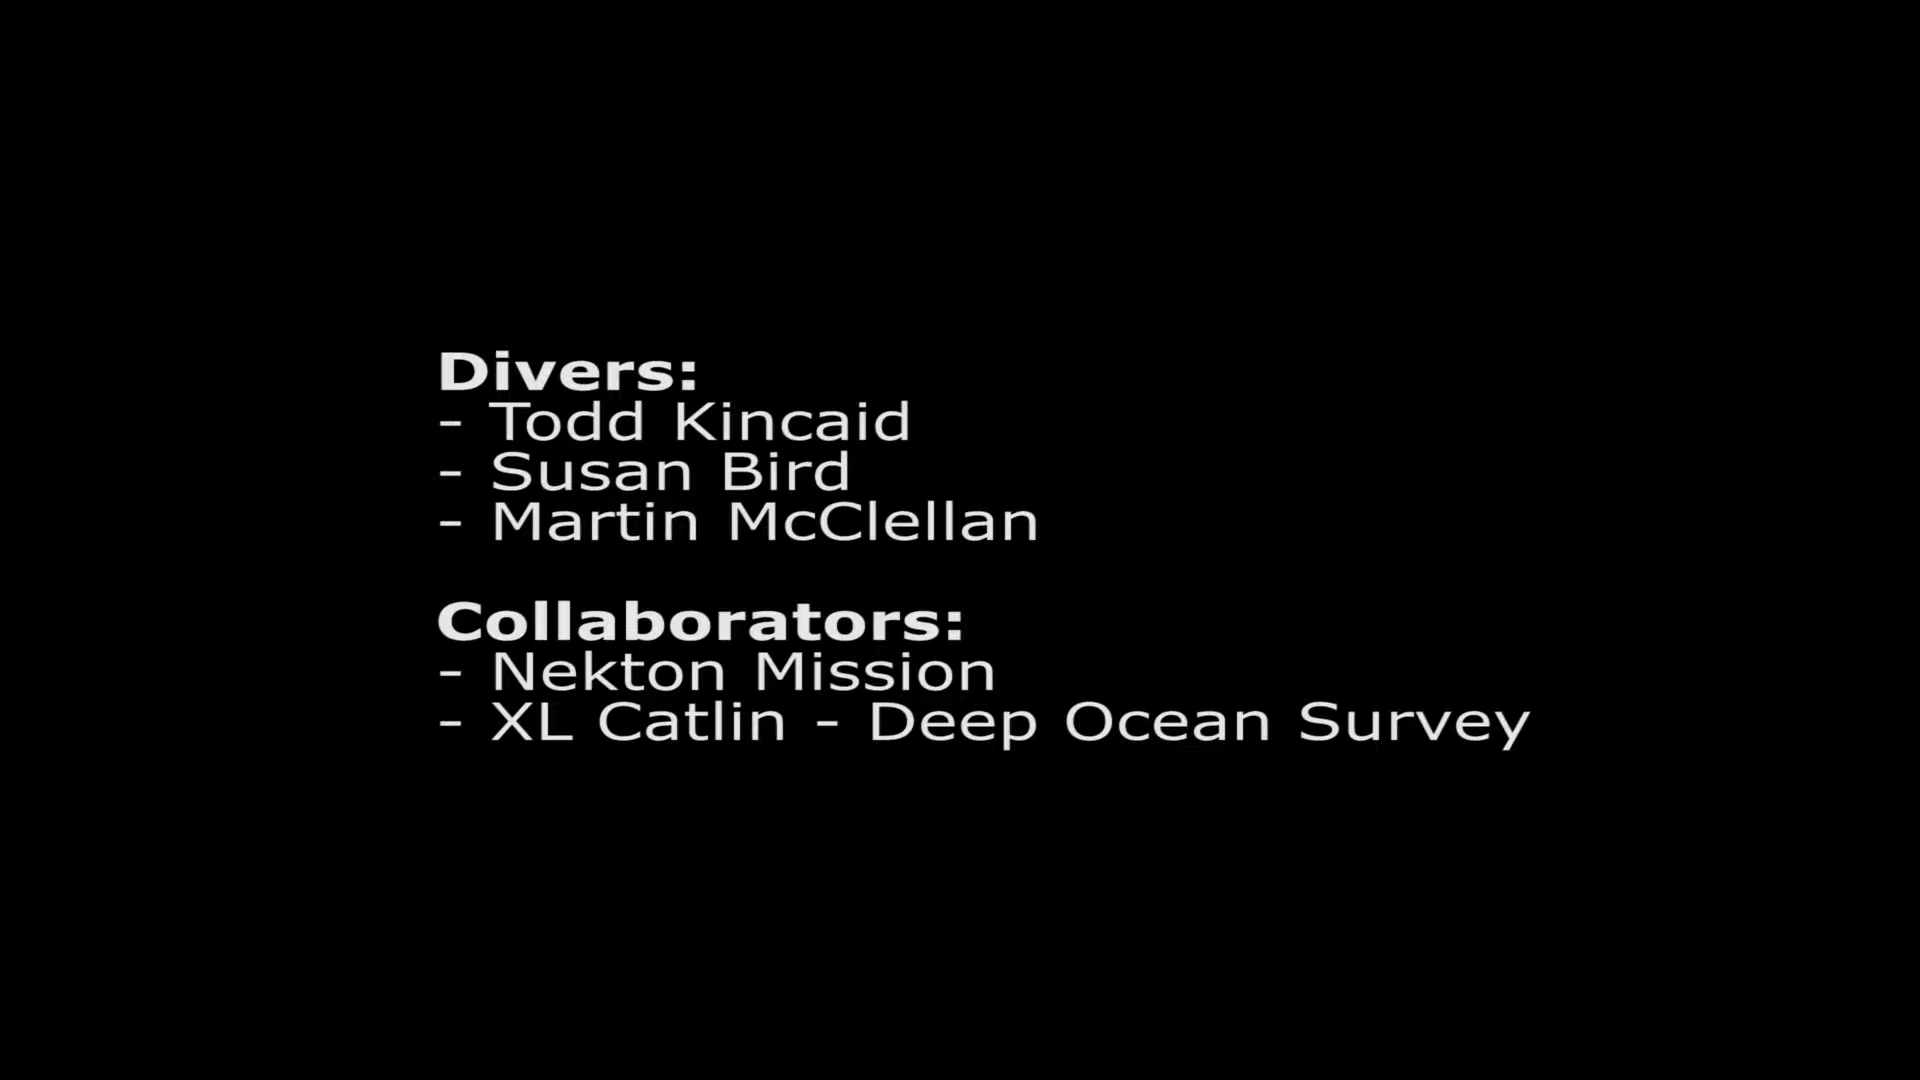 Divers:
- Todd Kincaid
- Susan Bird
- Martin McClellan
Collaborators:
- Nekton Mission
- XL Catlin - Deep Ocean Survey